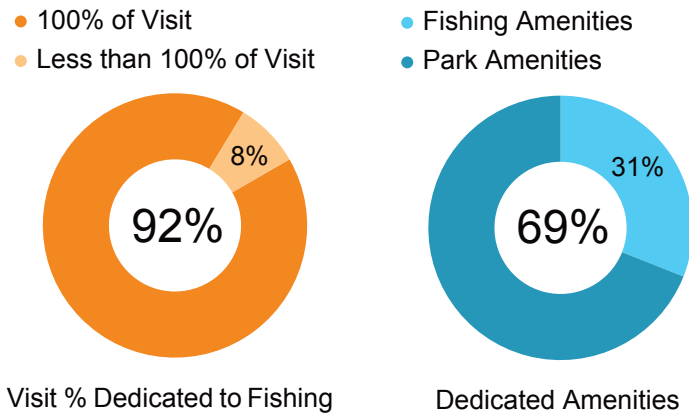 100% of Visit
Less than 100% of Visit
8%
92%
Visit % Dedicated to Fishing
Fishing Amenities
Park Amenities
31%
69%
Dedicated Amenities